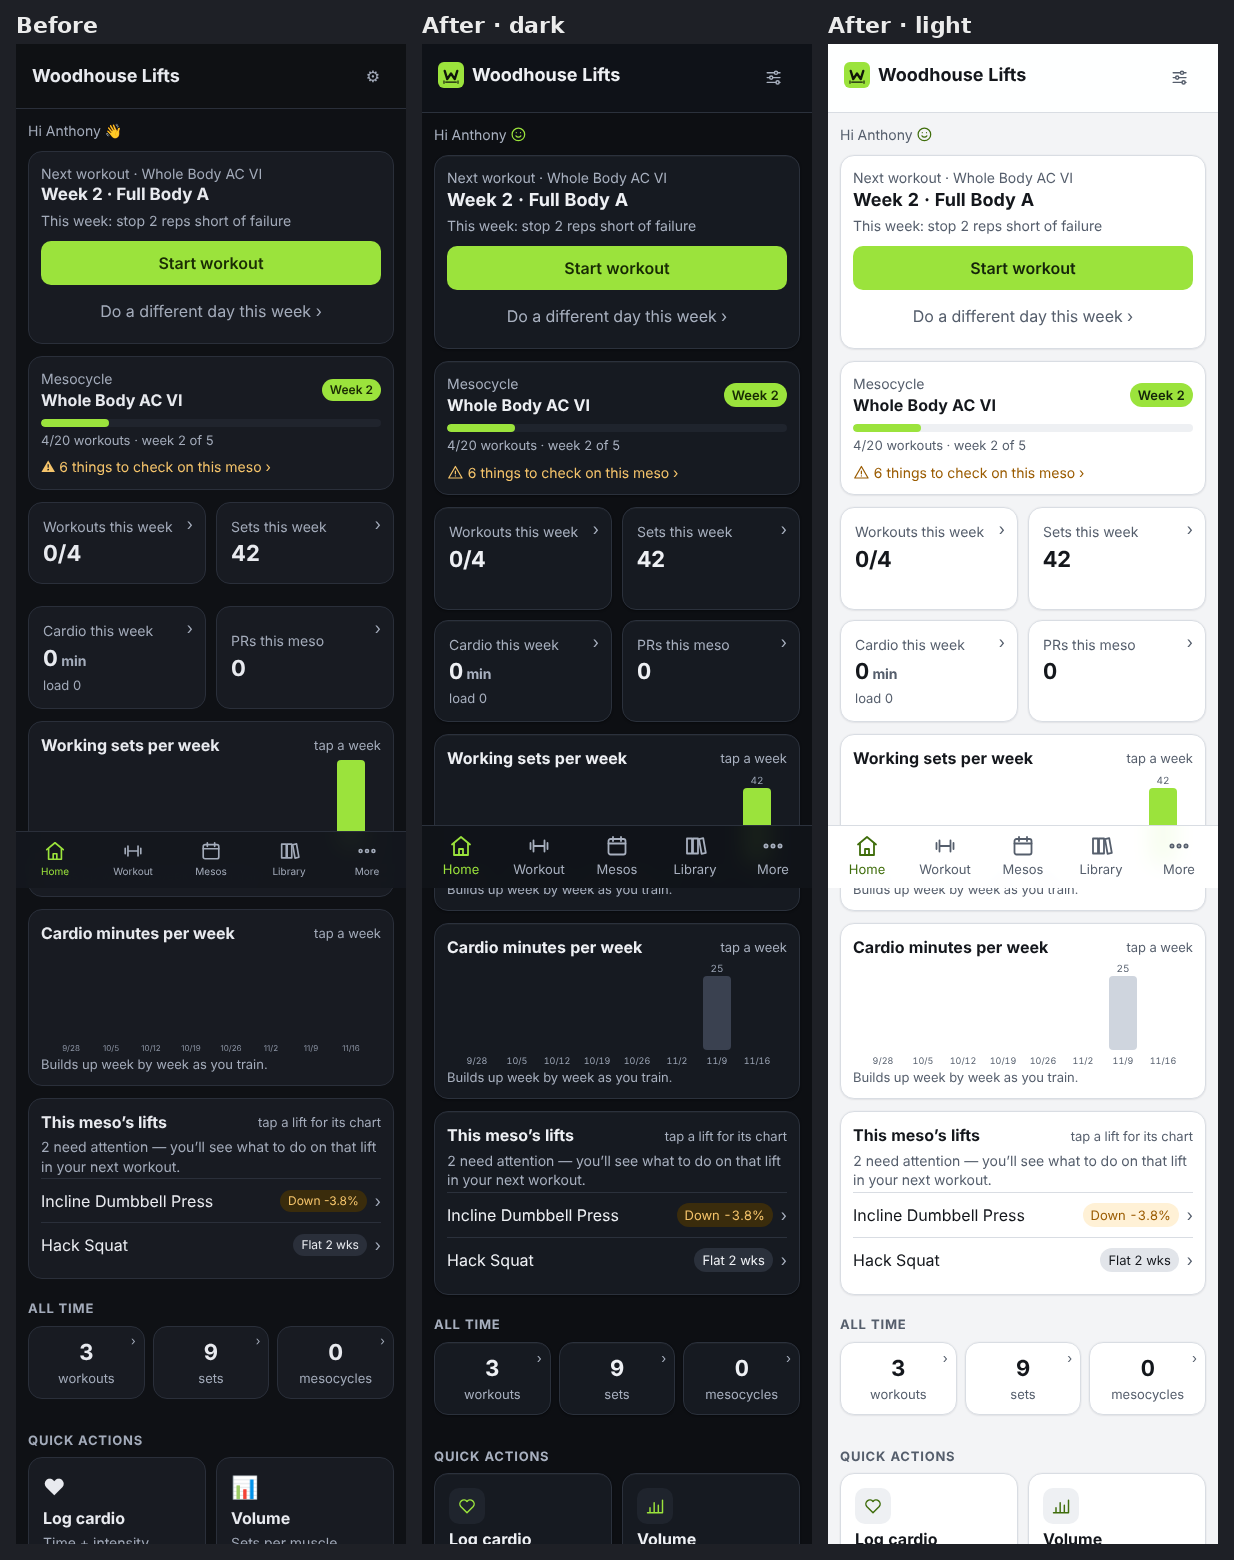 Before
Woodhouse Lifts
Hi Anthony 👋
Next workout · Whole Body AC VI
Week 2 · Full Body A
This week: stop 2 reps short of failure
Start workout
Do a different day this week ›
Mesocycle
Whole Body AC VI
Week 2
4/20 workouts · week 2 of 5
⚠ 6 things to check on this meso ›
Workouts this week ›
0/4
Sets this week ›
42
Cardio this week ›
0 min
load 0
PRs this meso ›
0
Working sets per week
tap a week
Home
Workout
Mesos
Library
More
Cardio minutes per week
tap a week
9/28 10/5 10/12 10/19 10/26 11/2 11/9 11/16
Builds up week by week as you train.
This meso’s lifts
tap a lift for its chart
2 need attention — you’ll see what to do on that lift
in your next workout.
Incline Dumbbell Press
Down -3.8% ›
Hack Squat
Flat 2 wks ›
ALL TIME
3 ›
workouts
9 ›
sets
0 ›
mesocycles
QUICK ACTIONS
Log cardio
Time + intensity
Volume
Sets per muscle
After · dark
W
Woodhouse Lifts
Hi Anthony
Next workout · Whole Body AC VI
Week 2 · Full Body A
This week: stop 2 reps short of failure
Start workout
Do a different day this week ›
Mesocycle
Whole Body AC VI
Week 2
4/20 workouts · week 2 of 5
⚠ 6 things to check on this meso ›
Workouts this week ›
0/4
Sets this week ›
42
Cardio this week ›
0 min
load 0
PRs this meso ›
0
Working sets per week
tap a week
42
Home
Workout
Mesos
Library
More
Builds up week by week as you train.
Cardio minutes per week
tap a week
25
9/28 10/5 10/12 10/19 10/26 11/2 11/9 11/16
Builds up week by week as you train.
This meso’s lifts
tap a lift for its chart
2 need attention — you’ll see what to do on that lift
in your next workout.
Incline Dumbbell Press
Down -3.8% ›
Hack Squat
Flat 2 wks ›
ALL TIME
3 ›
workouts
9 ›
sets
0 ›
mesocycles
QUICK ACTIONS
Log cardio
Volume
After · light
W
Woodhouse Lifts
Hi Anthony
Next workout · Whole Body AC VI
Week 2 · Full Body A
This week: stop 2 reps short of failure
Start workout
Do a different day this week ›
Mesocycle
Whole Body AC VI
Week 2
4/20 workouts · week 2 of 5
⚠ 6 things to check on this meso ›
Workouts this week ›
0/4
Sets this week ›
42
Cardio this week ›
0 min
load 0
PRs this meso ›
0
Working sets per week
tap a week
42
Home
Workout
Mesos
Library
More
Builds up week by week as you train.
Cardio minutes per week
tap a week
25
9/28 10/5 10/12 10/19 10/26 11/2 11/9 11/16
Builds up week by week as you train.
This meso’s lifts
tap a lift for its chart
2 need attention — you’ll see what to do on that lift
in your next workout.
Incline Dumbbell Press
Down -3.8% ›
Hack Squat
Flat 2 wks ›
ALL TIME
3 ›
workouts
9 ›
sets
0 ›
mesocycles
QUICK ACTIONS
Log cardio
Volume